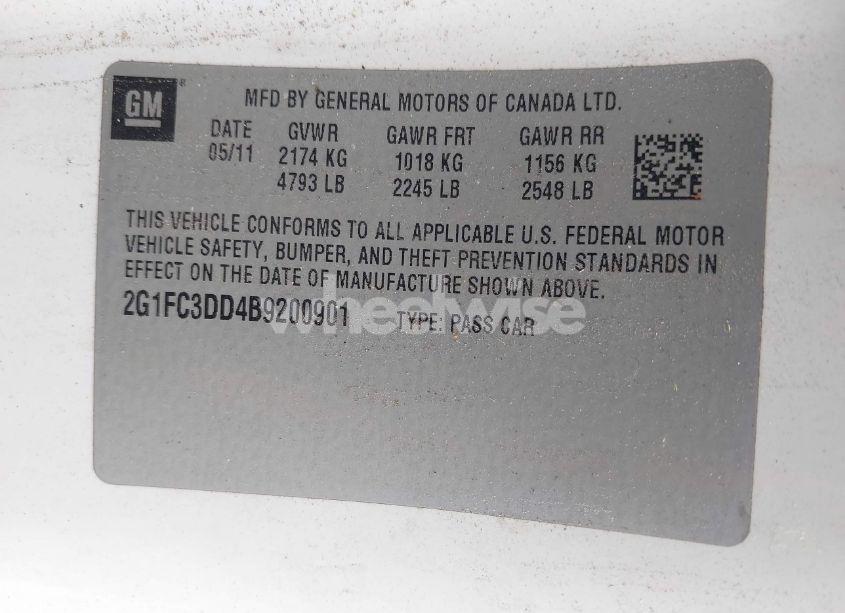 GM®
MFD BY GENERAL MOTORS OF CANADA LTD.
DATE GVWR GAWR FRT GAWR RR
05/11 2174 KG 1018 KG 1156 KG
4793 LB 2245 LB 2548 LB
THIS VEHICLE CONFORMS TO ALL APPLICABLE U.S. FEDERAL MOTOR
VEHICLE SAFETY, BUMPER, AND THEFT PREVENTION STANDARDS IN
EFFECT ON THE DATE OF MANUFACTURE SHOWN ABOVE.
2G1FC3DD4B9200901 TYPE: PASS CAR
wheelwise